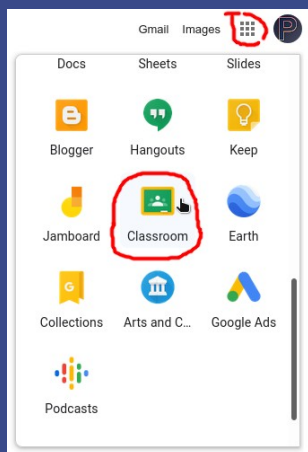 Gmail Images P
Docs Sheets Slides
Blogger Hangouts Keep
Jamboard Classroom Earth
G
Collections Arts and C... Google Ads
Podcasts